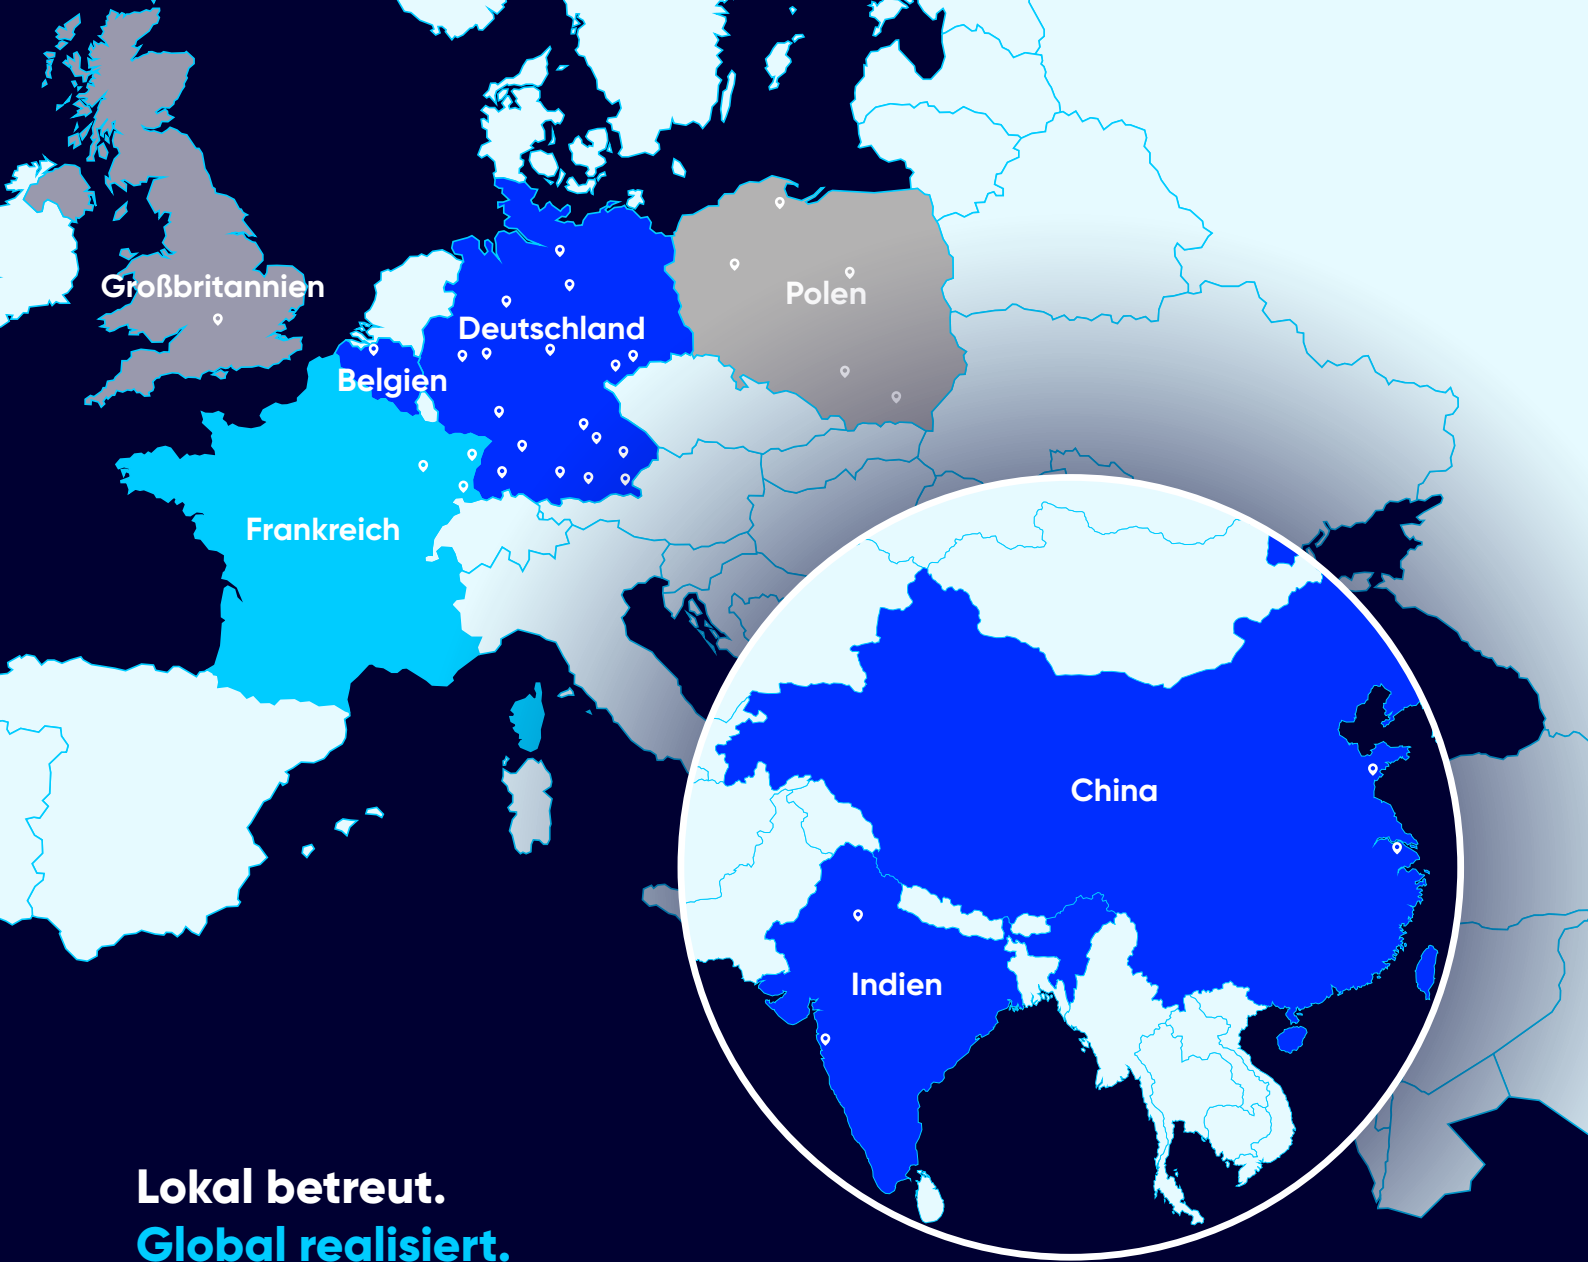 Großbritannien
Polen
Deutschland
Belgien
Frankreich
China
Indien
Lokal betreut.
Global realisiert.